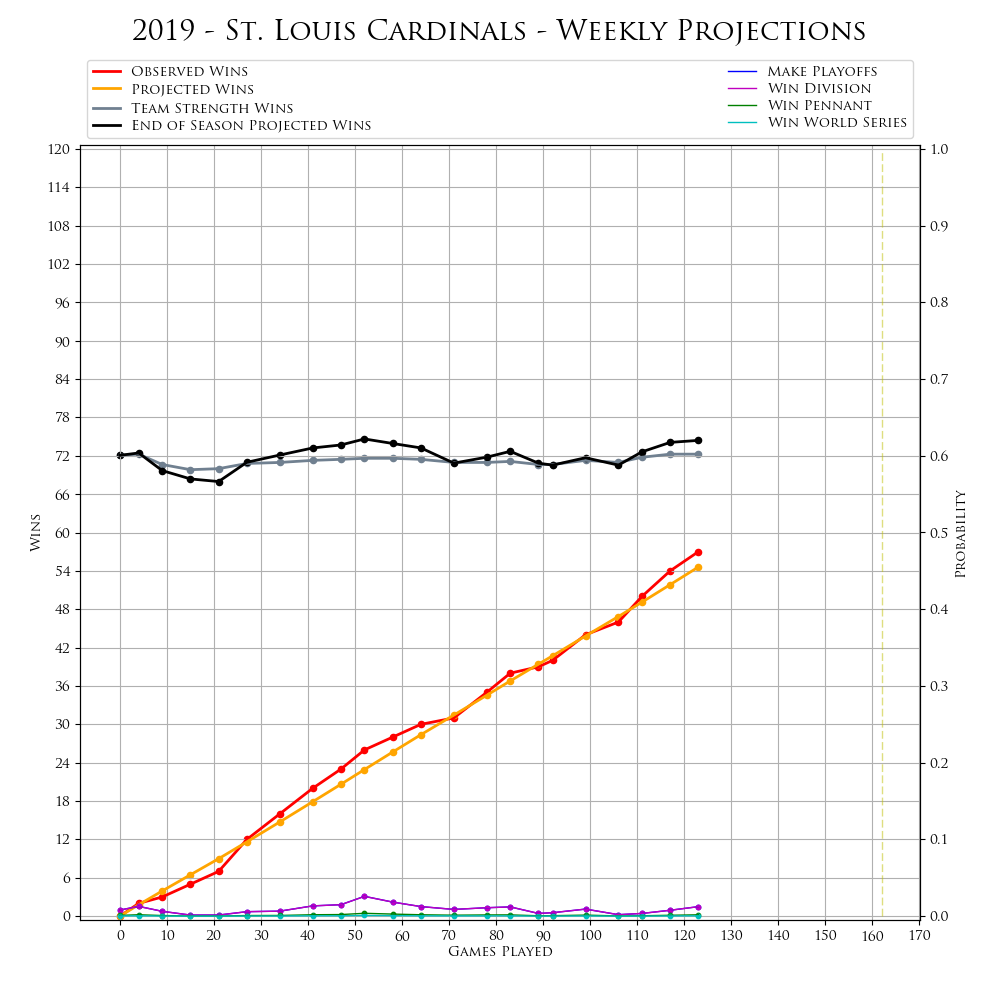 2019 - St. Louis Cardinals - Weekly Projections
Observed Wins
Projected Wins
Team Strength Wins
End of Season Projected Wins
Make Playoffs
Win Division
Win Pennant
Win World Series
120
114
108
102
96
90
84
78
72
66
60
54
48
42
36
30
24
18
12
6
0
Wins
1.0
0.9
0.8
0.7
0.6
0.5
0.4
0.3
0.2
0.1
0.0
Probability
0 10 20 30 40 50 60 70 80 90 100 110 120 130 140 150 160 170
Games Played